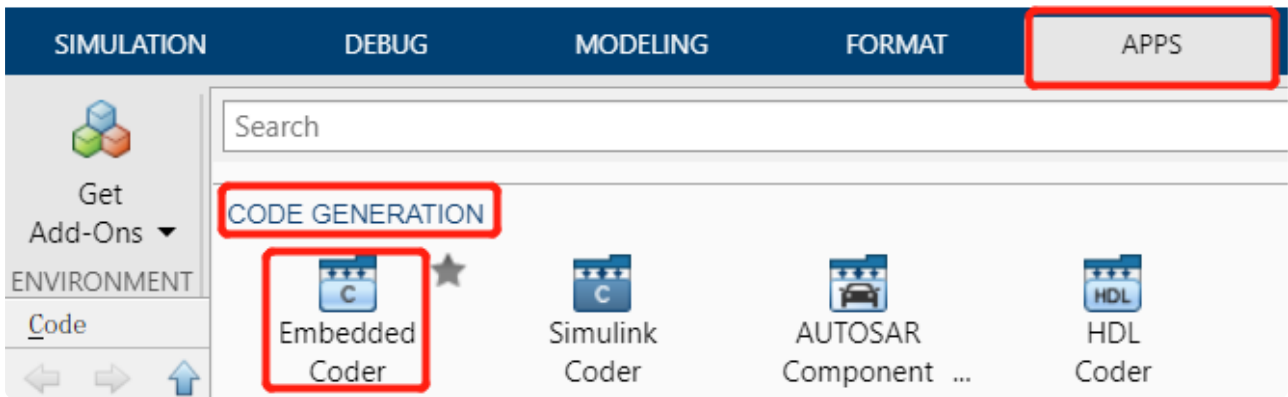 SIMULATION DEBUG MODELING FORMAT APPS
Search
Get
Add-Ons
ENVIRONMENT
Code
CODE GENERATION
C C HDL
Embedded Simulink AUTOSAR HDL
Coder Coder Component ... Coder